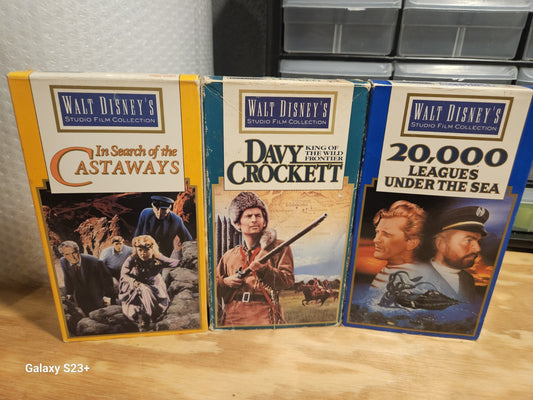 WALT DISNEY'S
STUDIO FILM COLLECTION
In Search of the
CASTAWAYS
WALT DISNEY'S
STUDIO FILM COLLECTION
DAVY
CROCKETT
KING OF THE WILD
FRONTIER
WALT DISNEY'S
STUDIO FILM COLLECTION
20,000
LEAGUES
UNDER THE SEA
Galaxy S23+